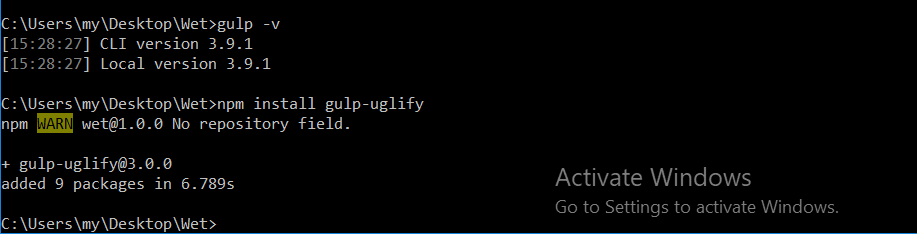 C:\Users\my\Desktop\Wet>gulp -v
[15:28:27] CLI version 3.9.1
[15:28:27] Local version 3.9.1
C:\Users\my\Desktop\Wet>npm install gulp-uglify
npm WARN wet@1.0.0 No repository field.
+ gulp-uglify@3.0.0
added 9 packages in 6.789s
C:\Users\my\Desktop\Wet>
Activate Windows
Go to Settings to activate Windows.